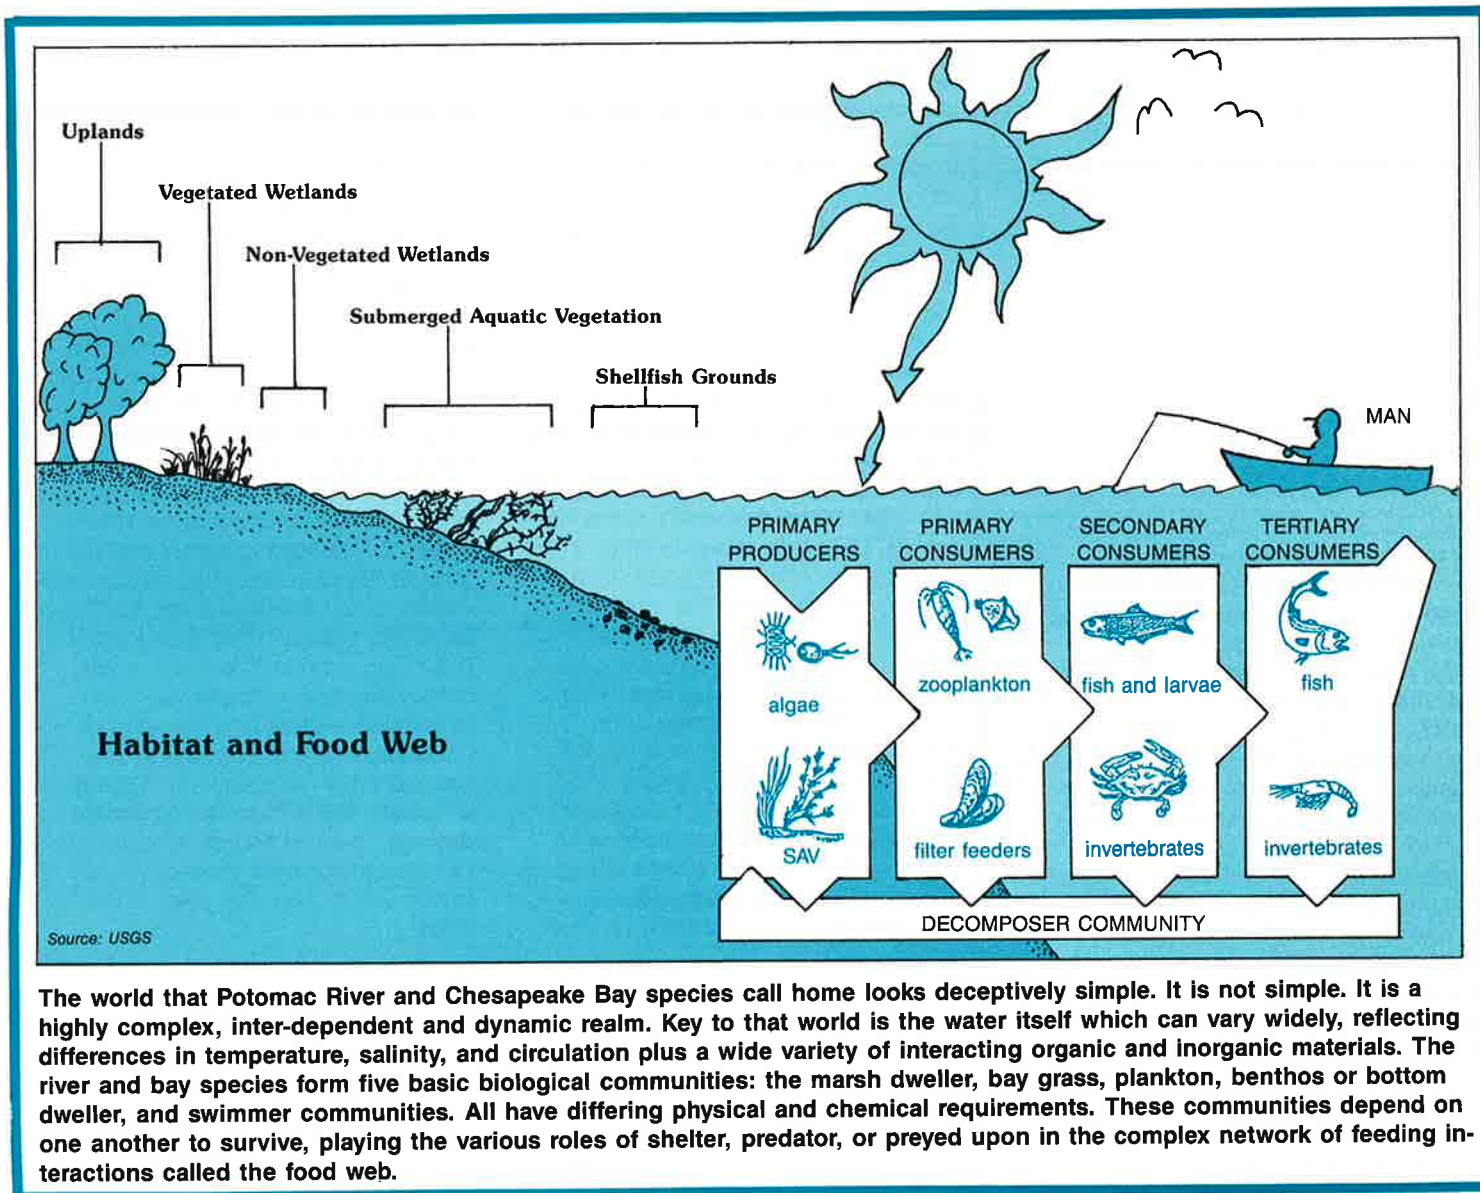 Uplands
Vegetated Wetlands
Non-Vegetated Wetlands
Submerged Aquatic Vegetation
Shellfish Grounds
MAN
PRIMARY
PRODUCERS
PRIMARY
CONSUMERS
SECONDARY
CONSUMERS
TERTIARY
CONSUMERS
algae
zooplankton
fish and larvae
fish
SAV
filter feeders
invertebrates
invertebrates
DECOMPOSER COMMUNITY
Habitat and Food Web
Source: USGS
The world that Potomac River and Chesapeake Bay species call home looks deceptively simple. It is not simple. It is a
highly complex, inter-dependent and dynamic realm. Key to that world is the water itself which can vary widely, reflecting
differences in temperature, salinity, and circulation plus a wide variety of interacting organic and inorganic materials. The
river and bay species form five basic biological communities: the marsh dweller, bay grass, plankton, benthos or bottom
dweller, and swimmer communities. All have differing physical and chemical requirements. These communities depend on
one another to survive, playing the various roles of shelter, predator, or preyed upon in the complex network of feeding in-
teractions called the food web.